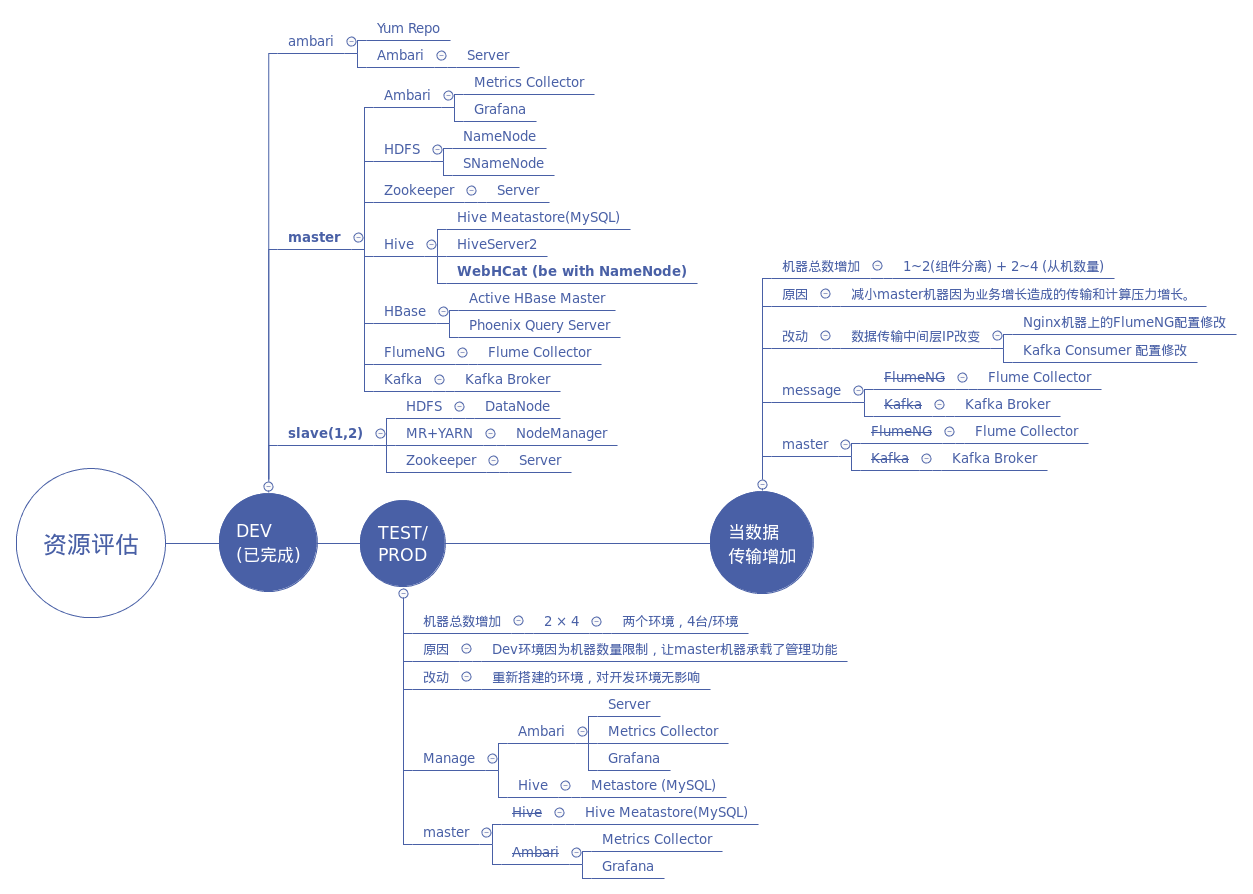 资源评估
DEV
(已完成)
ambari
Yum Repo
Ambari
Server
master
Ambari
Metrics Collector
Grafana
HDFS
NameNode
SNameNode
Zookeeper
Server
Hive
Hive Meatastore(MySQL)
HiveServer2
WebHCat (be with NameNode)
HBase
Active HBase Master
Phoenix Query Server
FlumeNG
Flume Collector
Kafka
Kafka Broker
slave(1,2)
HDFS
DataNode
MR+YARN
NodeManager
Zookeeper
Server
TEST/
PROD
机器总数增加
2 × 4
两个环境，4台/环境
原因
Dev环境因为机器数量限制，让master机器承载了管理功能
改动
重新搭建的环境，对开发环境无影响
Manage
Ambari
Server
Metrics Collector
Grafana
Hive
Metastore (MySQL)
master
Hive
Hive Meatastore(MySQL)
Ambari
Metrics Collector
Grafana
当数据
传输增加
机器总数增加
1~2(组件分离) + 2~4 (从机数量)
原因
减小master机器因为业务增长造成的传输和计算压力增长。
改动
数据传输中间层IP改变
Nginx机器上的FlumeNG配置修改
Kafka Consumer 配置修改
message
FlumeNG
Flume Collector
Kafka
Kafka Broker
master
FlumeNG
Flume Collector
Kafka
Kafka Broker